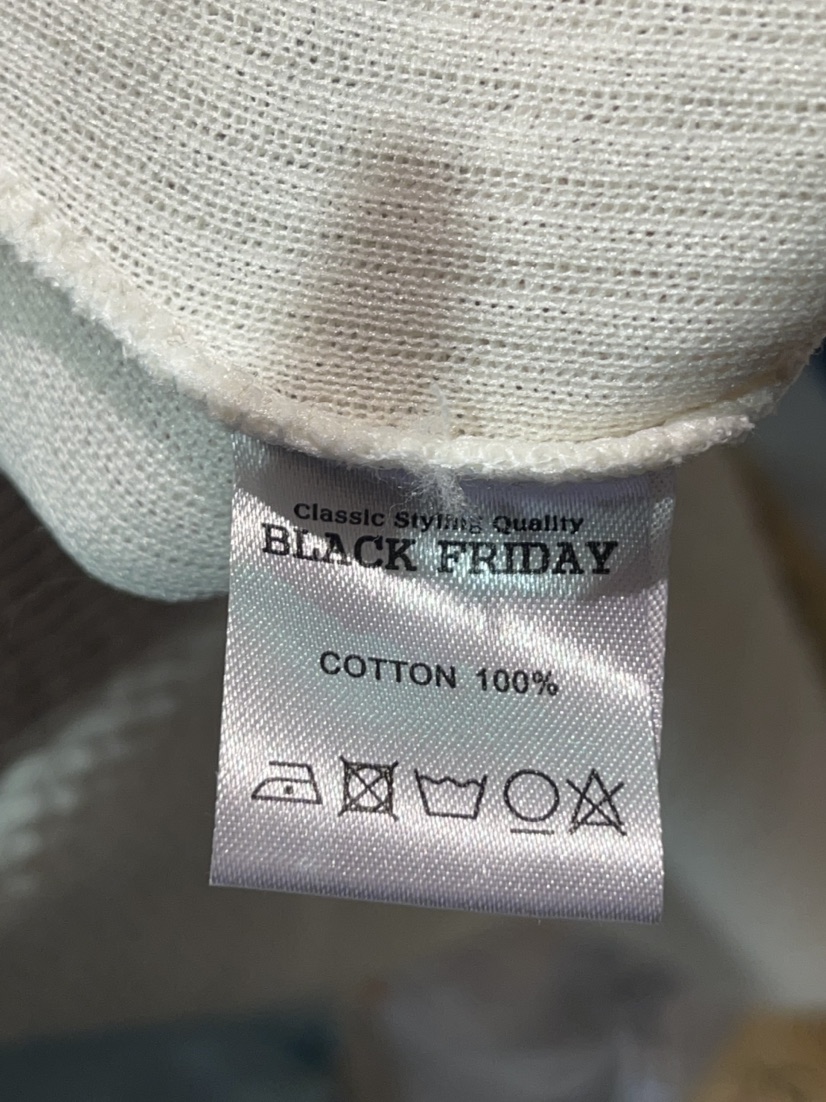 Classic Styling Quality
BLACK FRIDAY
COTTON 100%